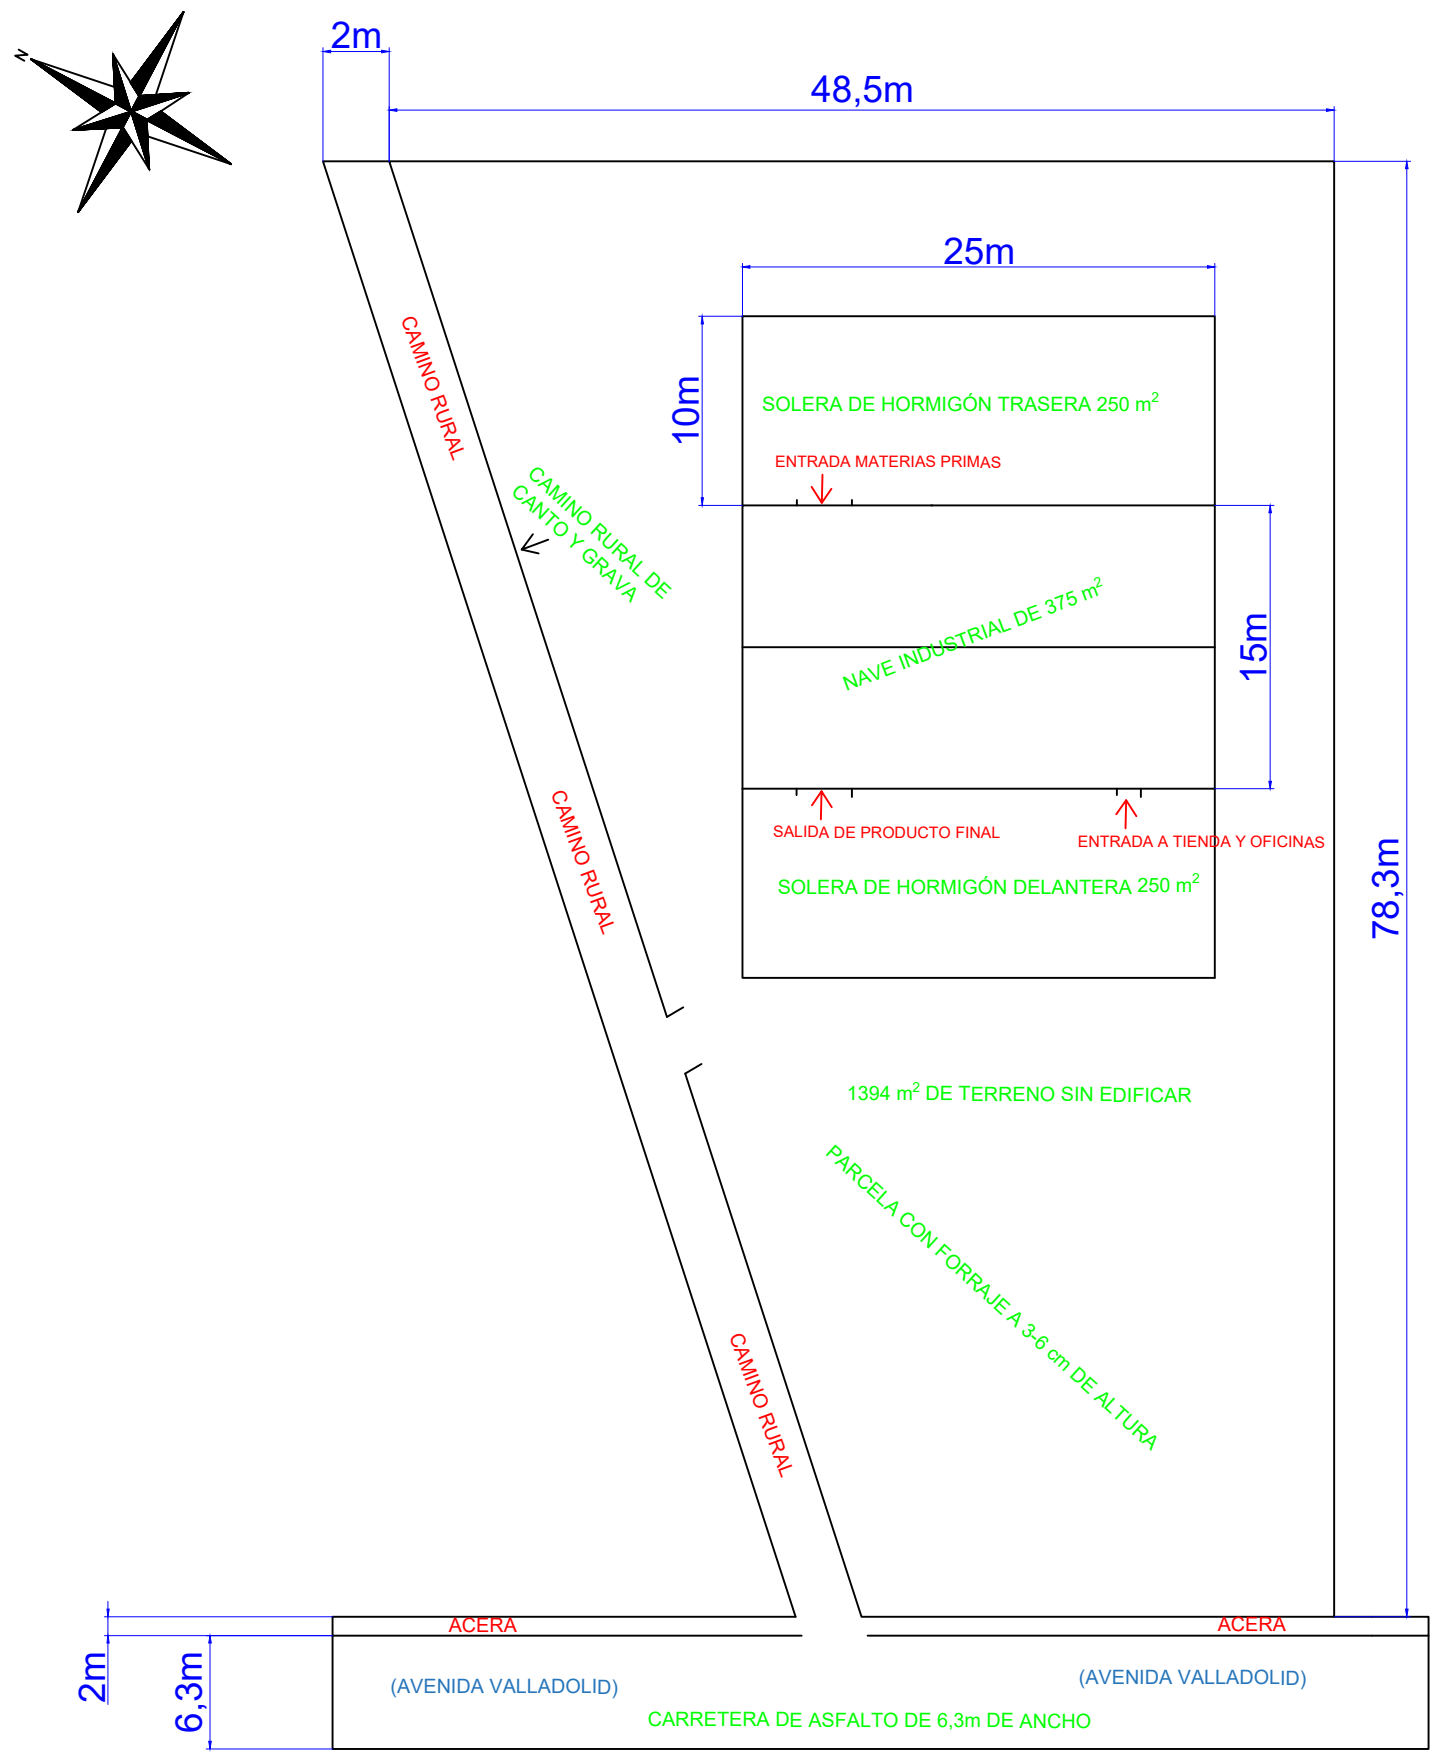 N
2m
48,5m
25m
10m
SOLERA DE HORMIGÓN TRASERA 250 m²
ENTRADA MATERIAS PRIMAS
CAMINO RURAL
CAMINO RURAL DE
CANTO Y GRAVA
NAVE INDUSTRIAL DE 375 m²
15m
CAMINO RURAL
SALIDA DE PRODUCTO FINAL
ENTRADA A TIENDA Y OFICINAS
SOLERA DE HORMIGÓN DELANTERA 250 m²
78,3m
1394 m² DE TERRENO SIN EDIFICAR
PARCELA CON FORRAJE A 3-6 cm DE ALTURA
CAMINO RURAL
ACERA
ACERA
2m
6,3m
(AVENIDA VALLADOLID)
(AVENIDA VALLADOLID)
CARRETERA DE ASFALTO DE 6,3m DE ANCHO